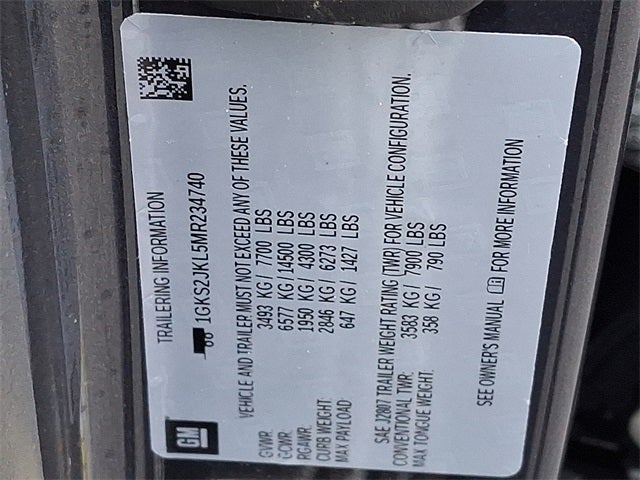 GM
TRAILERING INFORMATION
1GKS2JKL5MR234740
VEHICLE AND TRAILER MUST NOT EXCEED ANY OF THESE VALUES.
GVWR: 3493 KG/ 7700 LBS
GCWR: 6577 KG/14500 LBS
RGAWR: 1950 KG/ 4300 LBS
CURB WEIGHT: 2846 KG/ 6273 LBS
MAX PAYLOAD: 647 KG/ 1427 LBS
SAE J2807 TRAILER WEIGHT RATING (TWR) FOR VEHICLE CONFIGURATION.
CONVENTIONAL TWR: 3583 KG/ 7900 LBS
MAX TONGUE WEIGHT: 358 KG/ 790 LBS
SEE OWNER'S MANUAL FOR MORE INFORMATION